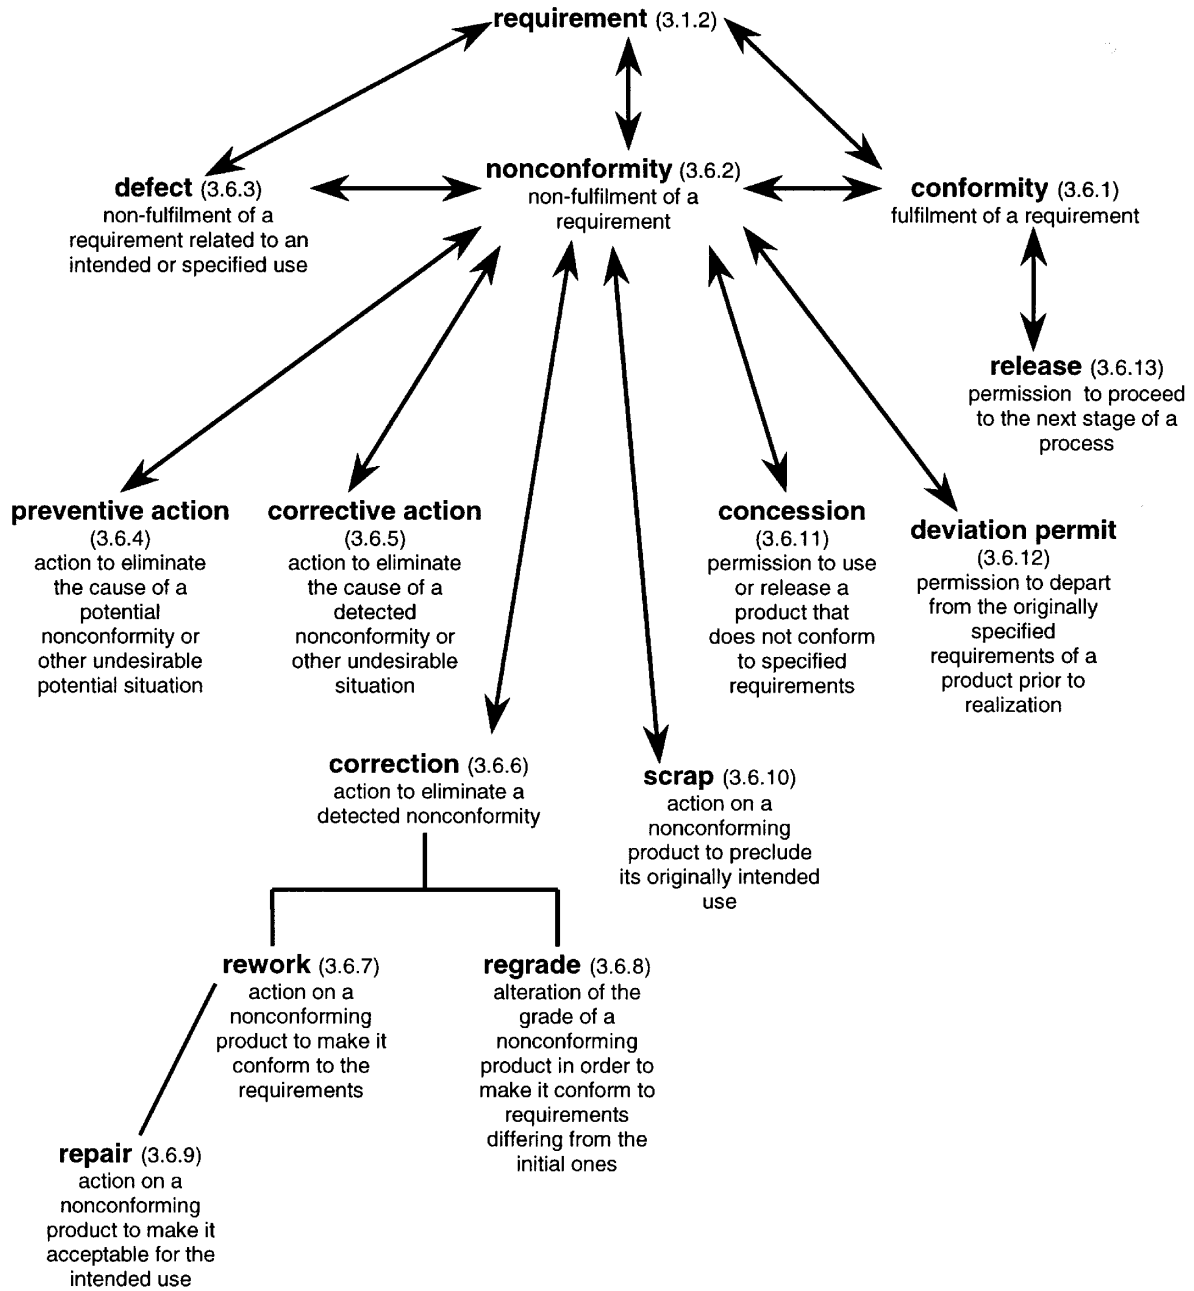 requirement (3.1.2)
defect (3.6.3)
non-fulfilment of a
requirement related to an
intended or specified use
nonconformity (3.6.2)
non-fulfilment of a
requirement
conformity (3.6.1)
fulfilment of a requirement
release (3.6.13)
permission to proceed
to the next stage of a
process
preventive action
(3.6.4)
action to eliminate
the cause of a
potential
nonconformity or
other undesirable
potential situation
corrective action
(3.6.5)
action to eliminate
the cause of a
detected
nonconformity or
other undesirable
situation
concession
(3.6.11)
permission to use
or release a
product that
does not conform
to specified
requirements
deviation permit
(3.6.12)
permission to depart
from the originally
specified
requirements of a
product prior to
realization
correction (3.6.6)
action to eliminate a
detected nonconformity
scrap (3.6.10)
action on a
nonconforming
product to preclude
its originally intended
use
rework (3.6.7)
action on a
nonconforming
product to make it
conform to the
requirements
regrade (3.6.8)
alteration of the
grade of a
nonconforming
product in order to
make it conform to
requirements
differing from the
initial ones
repair (3.6.9)
action on a
nonconforming
product to make it
acceptable for the
intended use